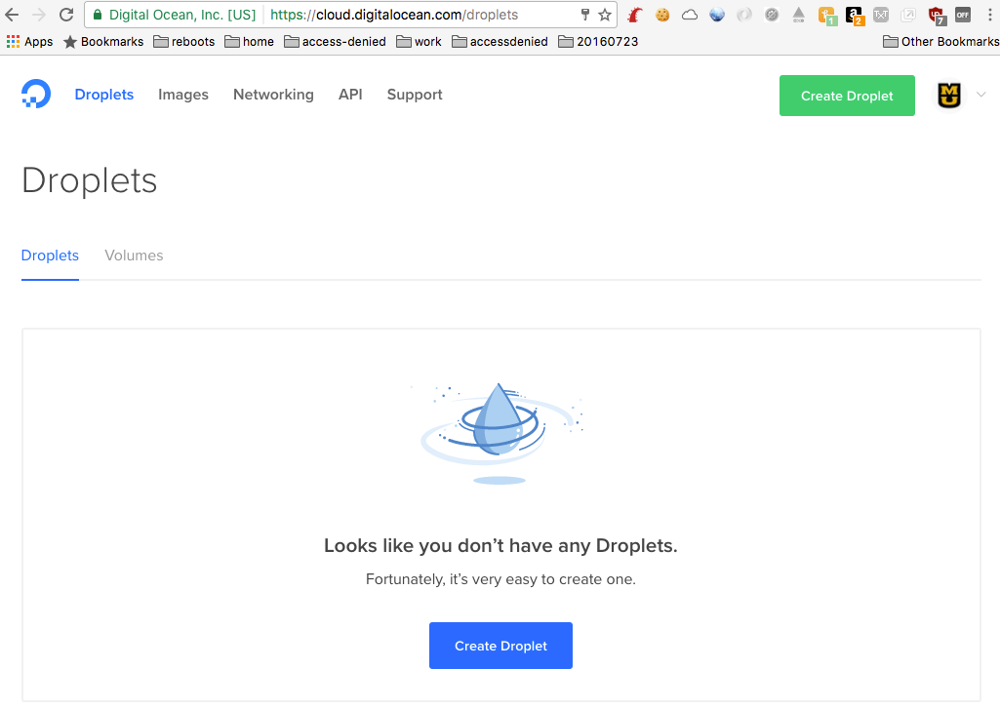 Digital Ocean, Inc. [US] https://cloud.digitalocean.com/droplets
Apps Bookmarks reboots home access-denied work accessdenied 20160723 Other Bookmarks
Droplets Images Networking API Support Create Droplet
Droplets
Droplets Volumes
Looks like you don’t have any Droplets.
Fortunately, it’s very easy to create one.
Create Droplet